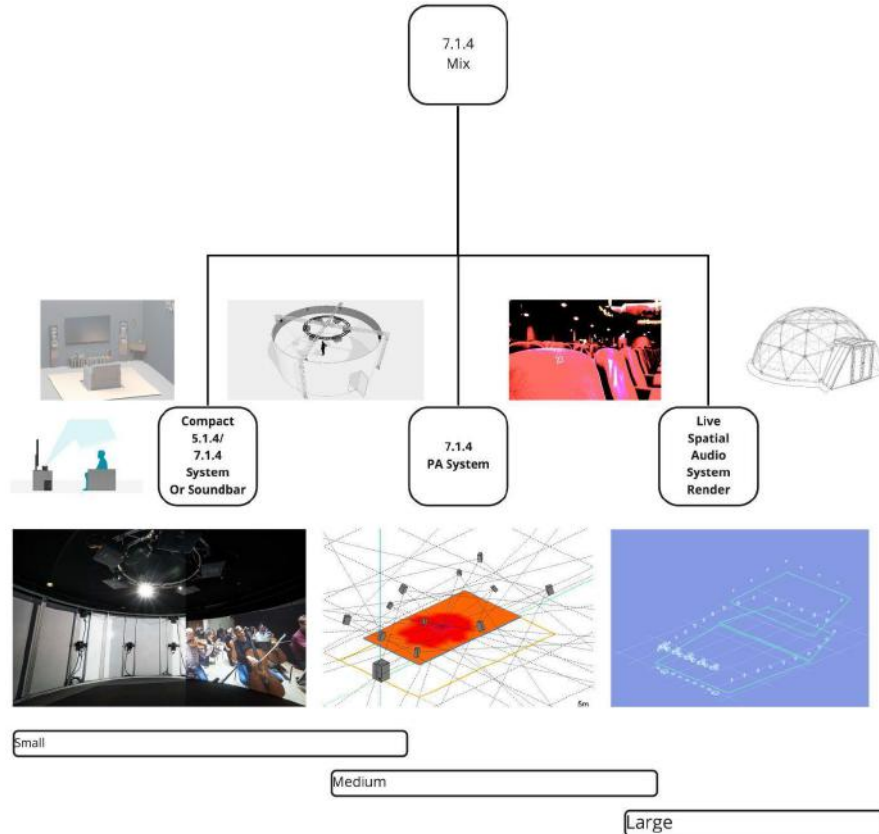 7.1.4
Mix
Compact
5.1.4/
7.1.4
System
Or Soundbar
7.1.4
PA System
Live
Spatial
Audio
System
Render
5m
Small
Medium
Large